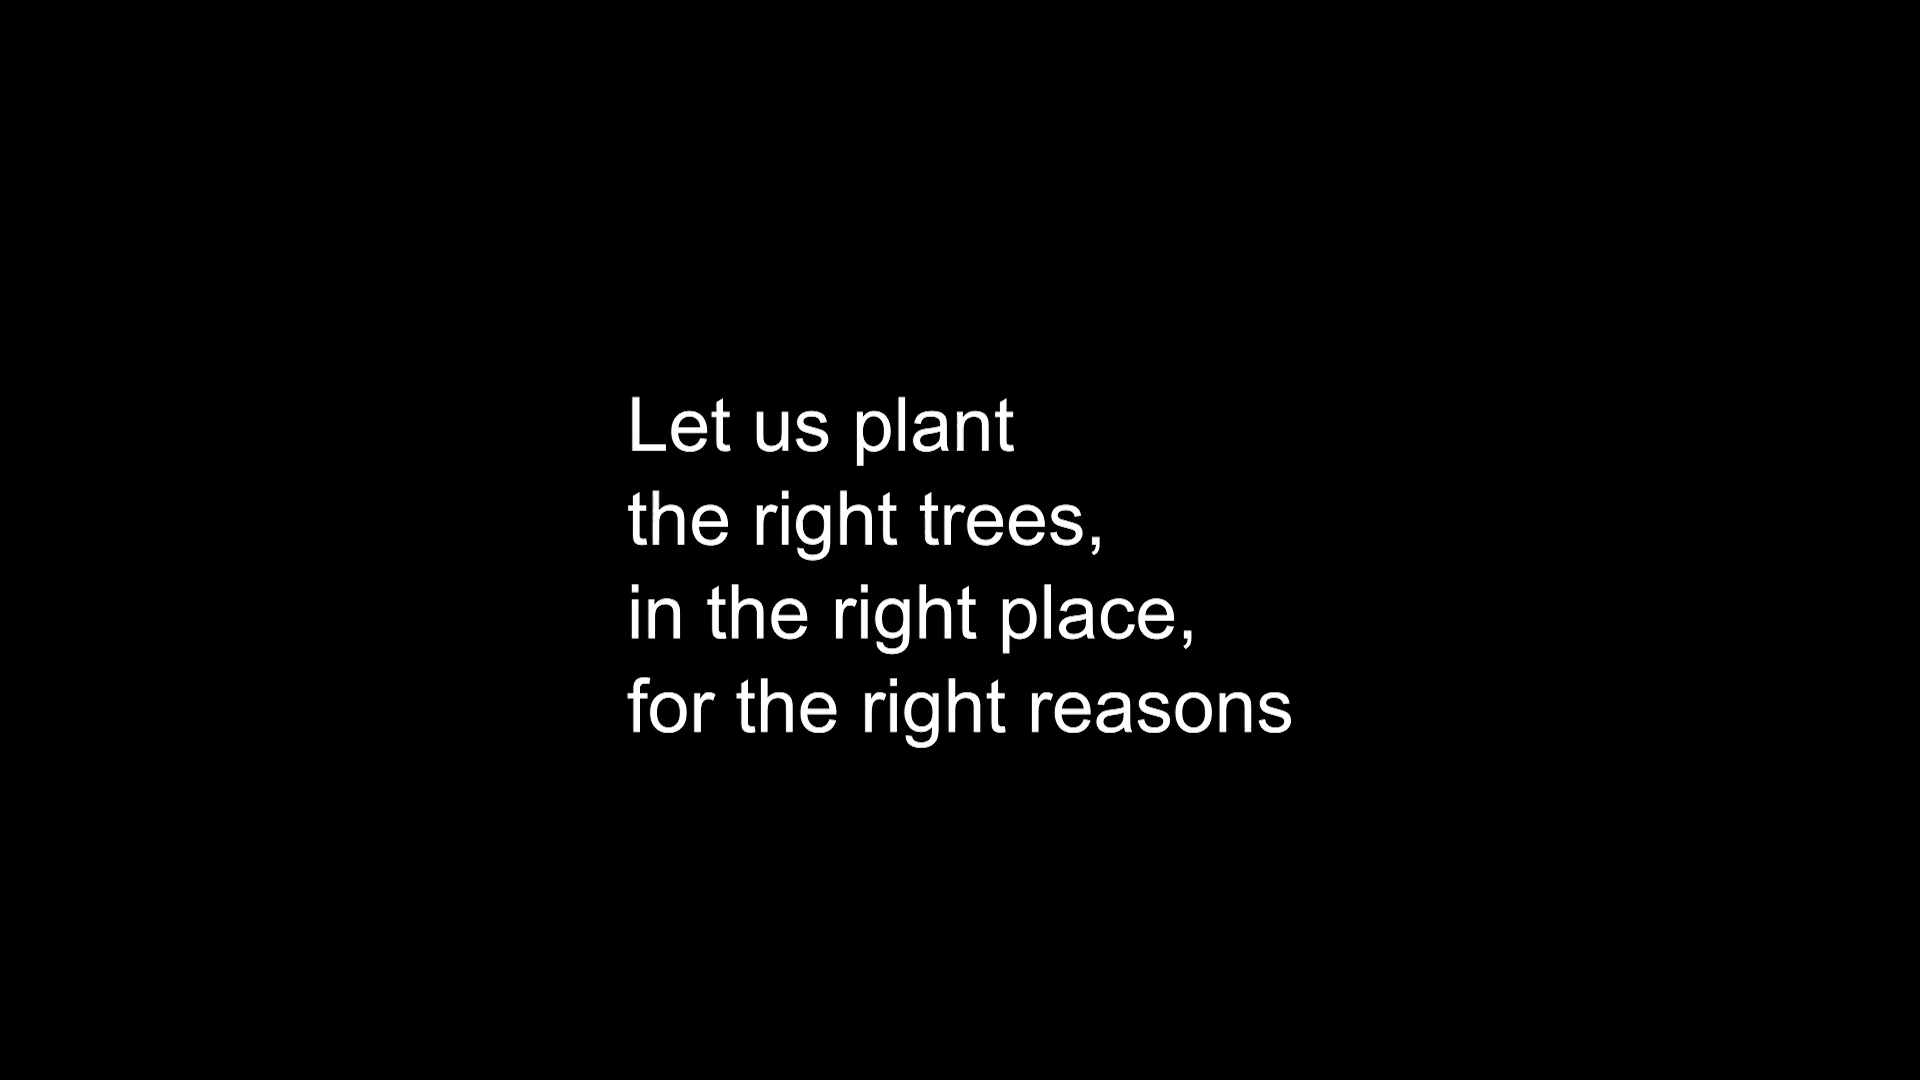 Let us plant
the right trees,
in the right place,
for the right reasons